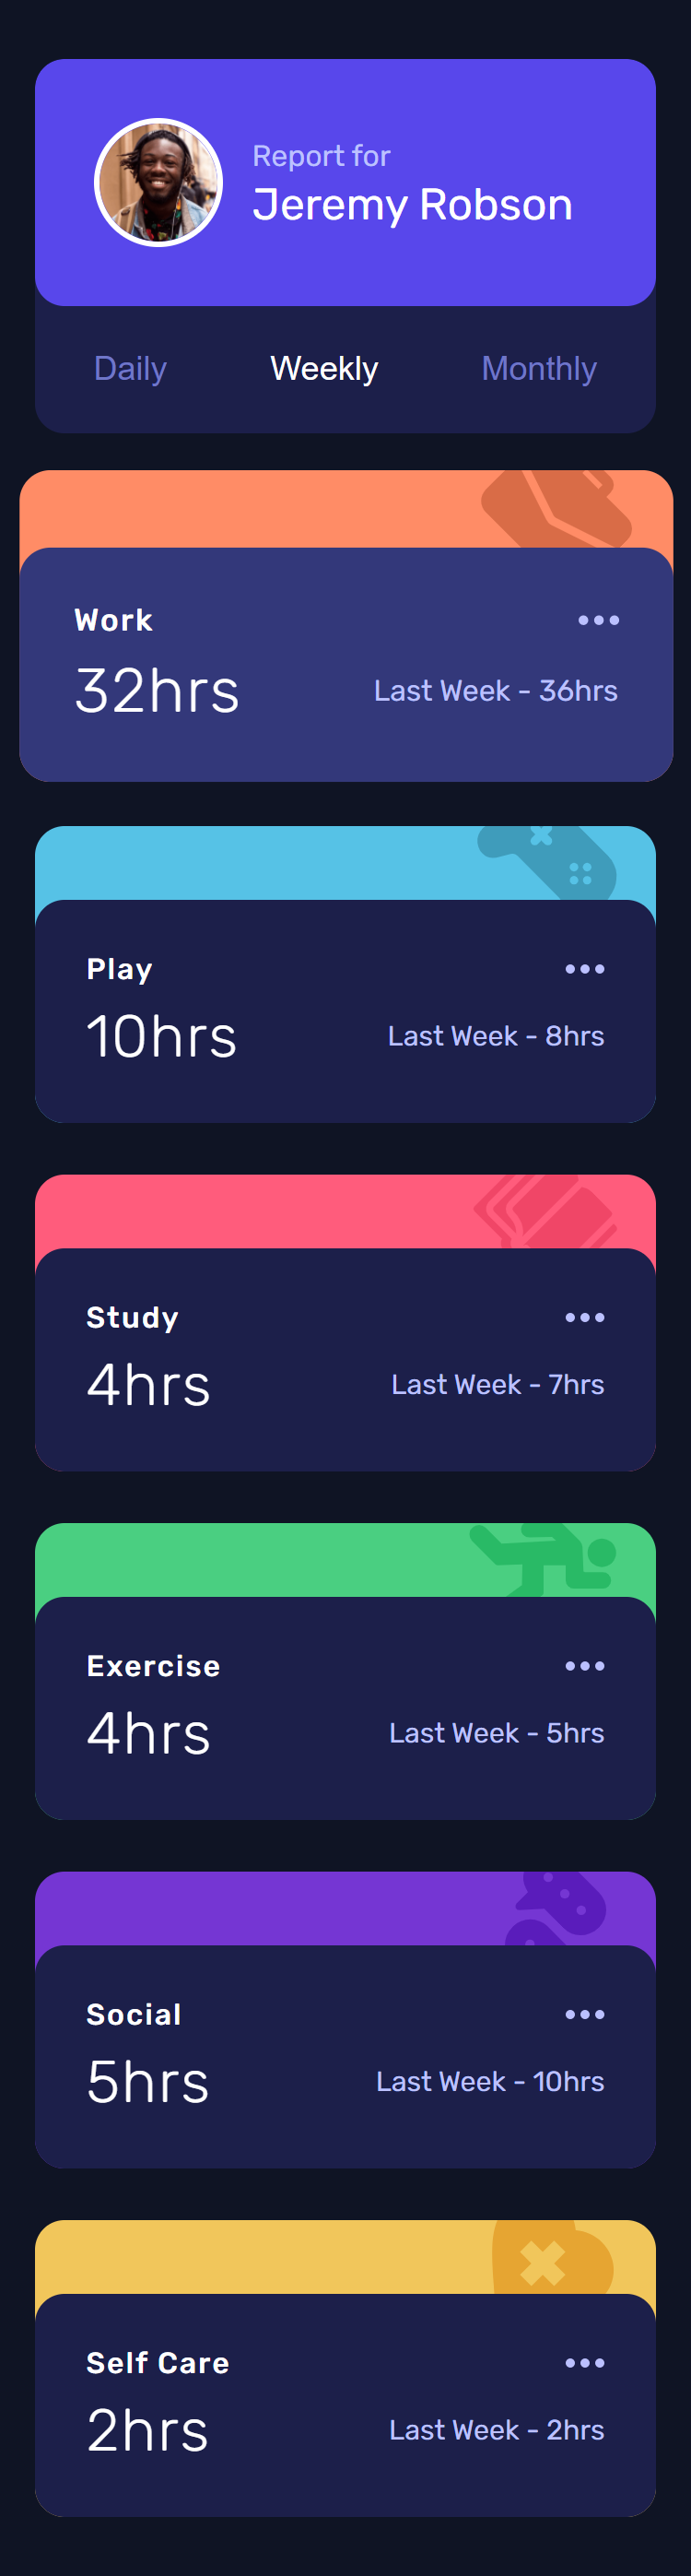 Report for
Jeremy Robson
Daily Weekly Monthly
Work
32hrs Last Week - 36hrs
Play
10hrs Last Week - 8hrs
Study
4hrs Last Week - 7hrs
Exercise
4hrs Last Week - 5hrs
Social
5hrs Last Week - 10hrs
Self Care
2hrs Last Week - 2hrs